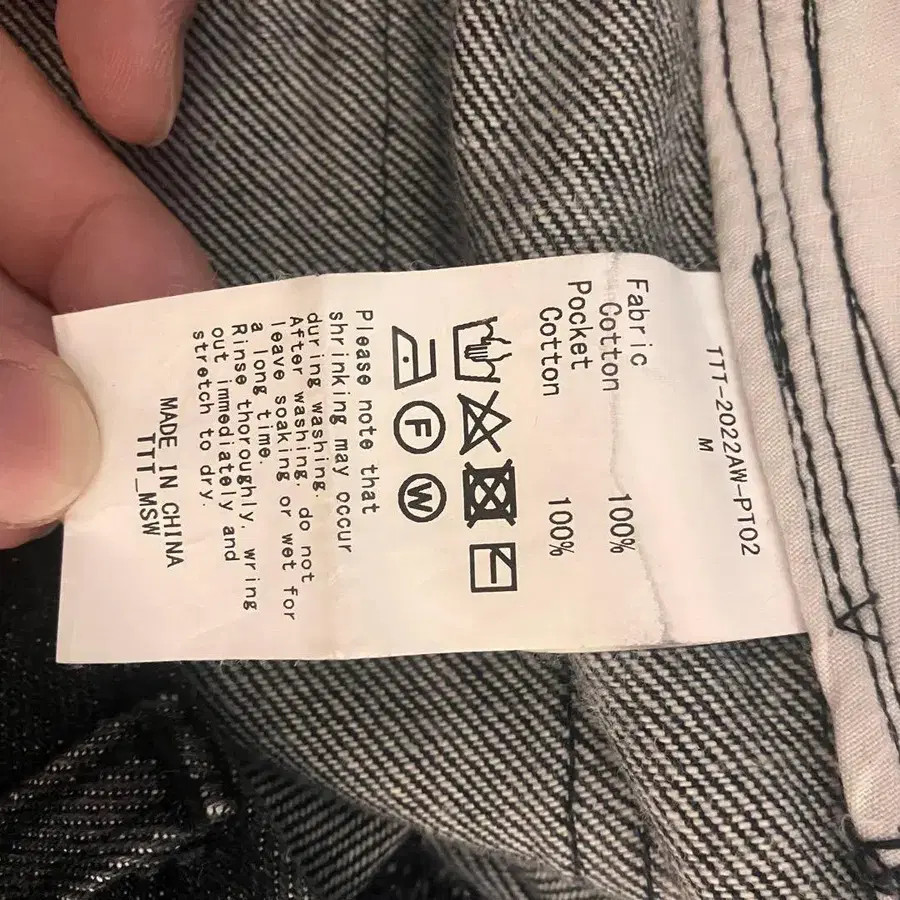 TTT-2022AW-PT02
M
Fabric
Cotton 100%
Pocket
Cotton 100%
F W
Please note that
shrinking may occur
during washing. do not
After washing, do not
leave soaking or wet for
a long time.
Rinse thoroughly, wring
out immediately and
stretch to dry.
MADE IN CHINA
TTT_MSW